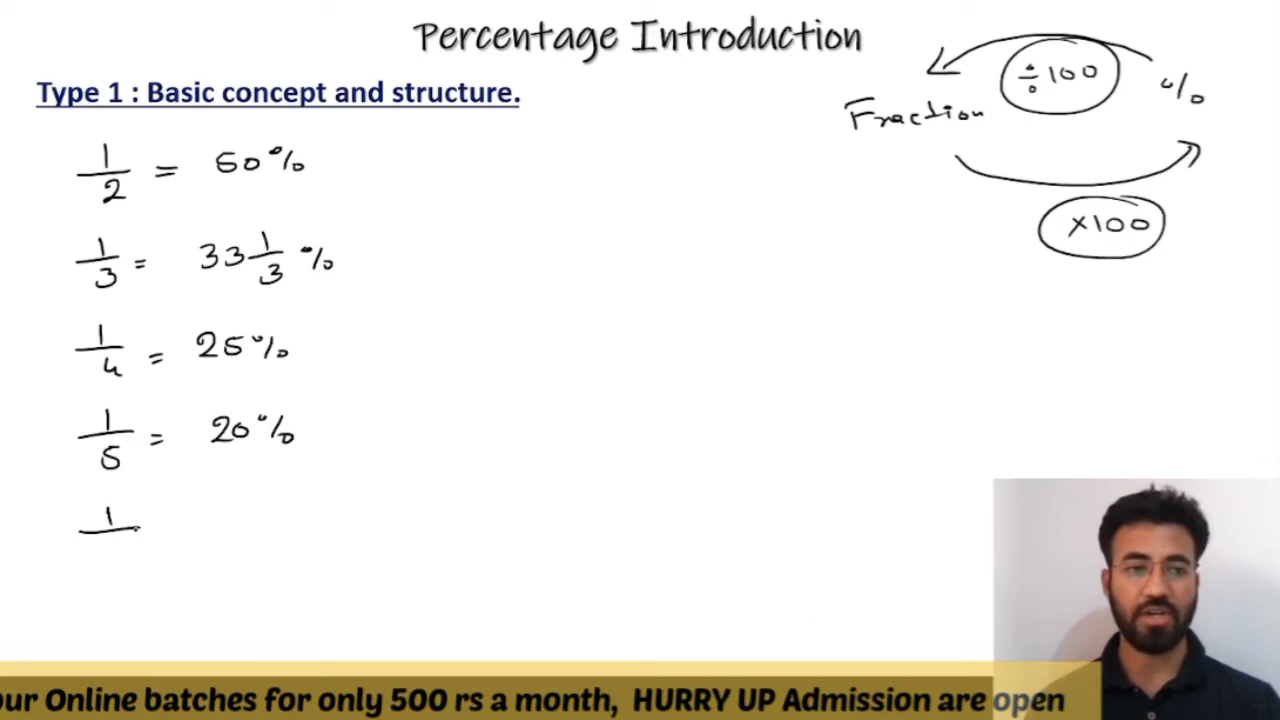 Percentage Introduction
Type 1 : Basic concept and structure.
÷100
%
Fraction
×100
1/2 = 50%
1/3 = 33 1/3 %
1/4 = 25%
1/5 = 20%
1/
our Online batches for only 500 rs a month, HURRY UP Admission are open